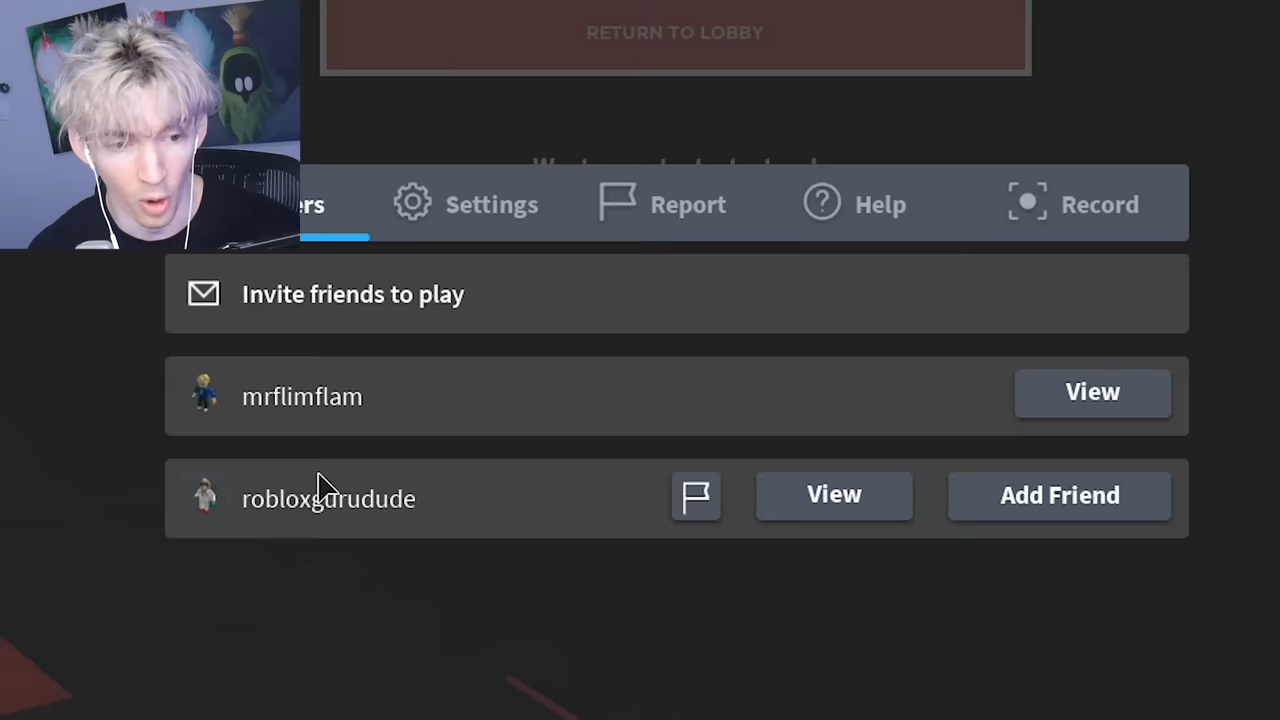 RETURN TO LOBBY
ers Settings Report Help Record
Invite friends to play
mrflimflam View
robloxgurudude View Add Friend